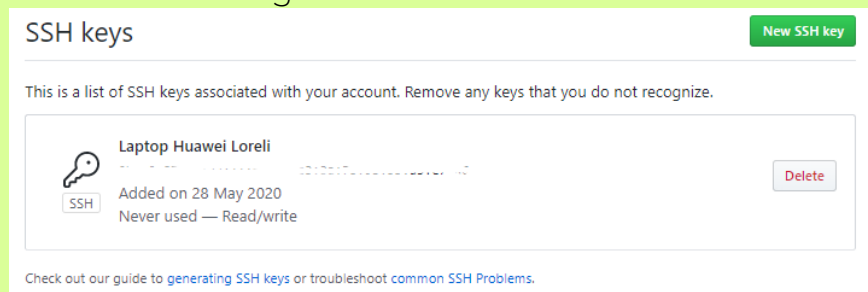 SSH keys
New SSH key
This is a list of SSH keys associated with your account. Remove any keys that you do not recognize.
Laptop Huawei Loreli
SSH
Added on 28 May 2020
Never used — Read/write
Delete
Check out our guide to generating SSH keys or troubleshoot common SSH Problems.